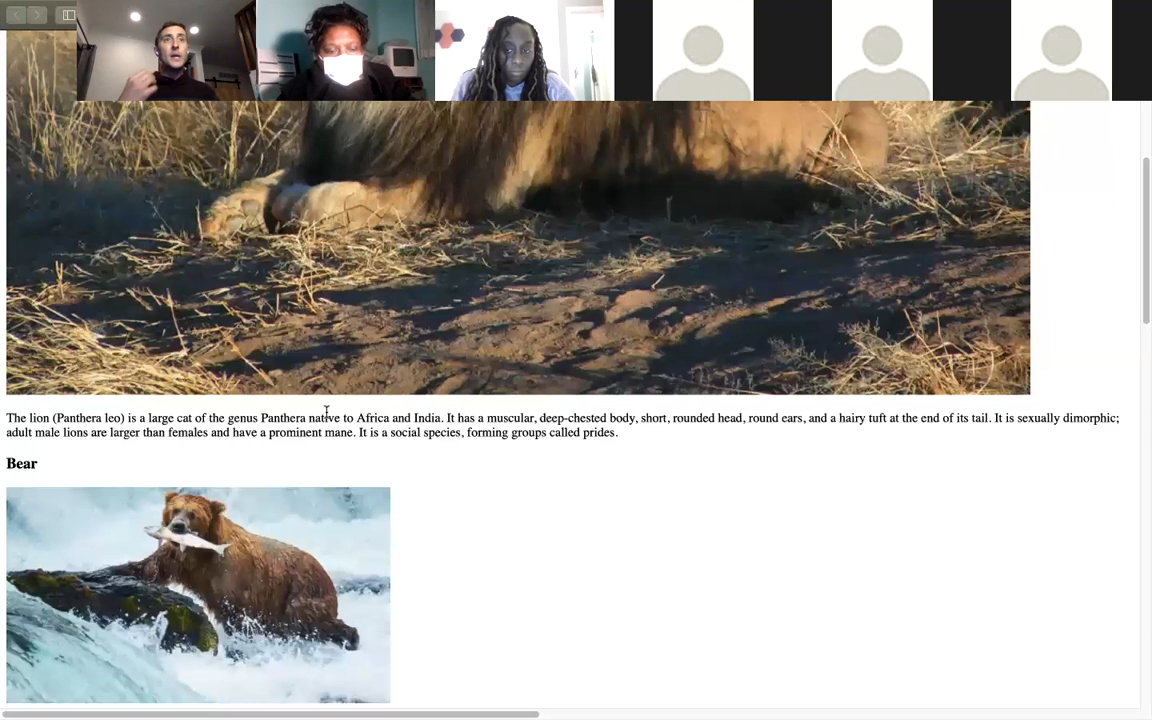 The lion (Panthera leo) is a large cat of the genus Panthera native to Africa and India. It has a muscular, deep-chested body, short, rounded head, round ears, and a hairy tuft at the end of its tail. It is sexually dimorphic;
adult male lions are larger than females and have a prominent mane. It is a social species, forming groups called prides.
Bear